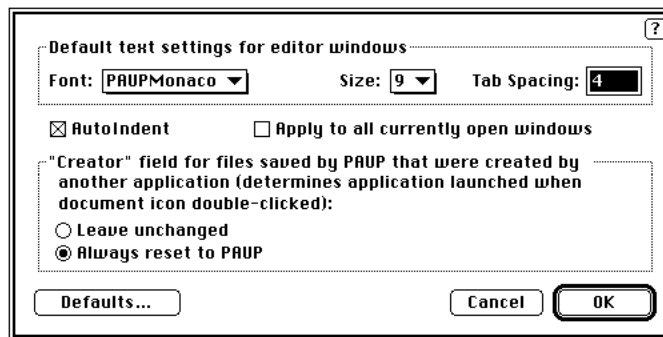 ?
Default text settings for editor windows
Font: PAUPMonaco Size: 9 Tab Spacing: 4
AutoIndent Apply to all currently open windows
"Creator" field for files saved by PAUP that were created by
another application (determines application launched when
document icon double-clicked):
Leave unchanged
Always reset to PAUP
Defaults... Cancel OK